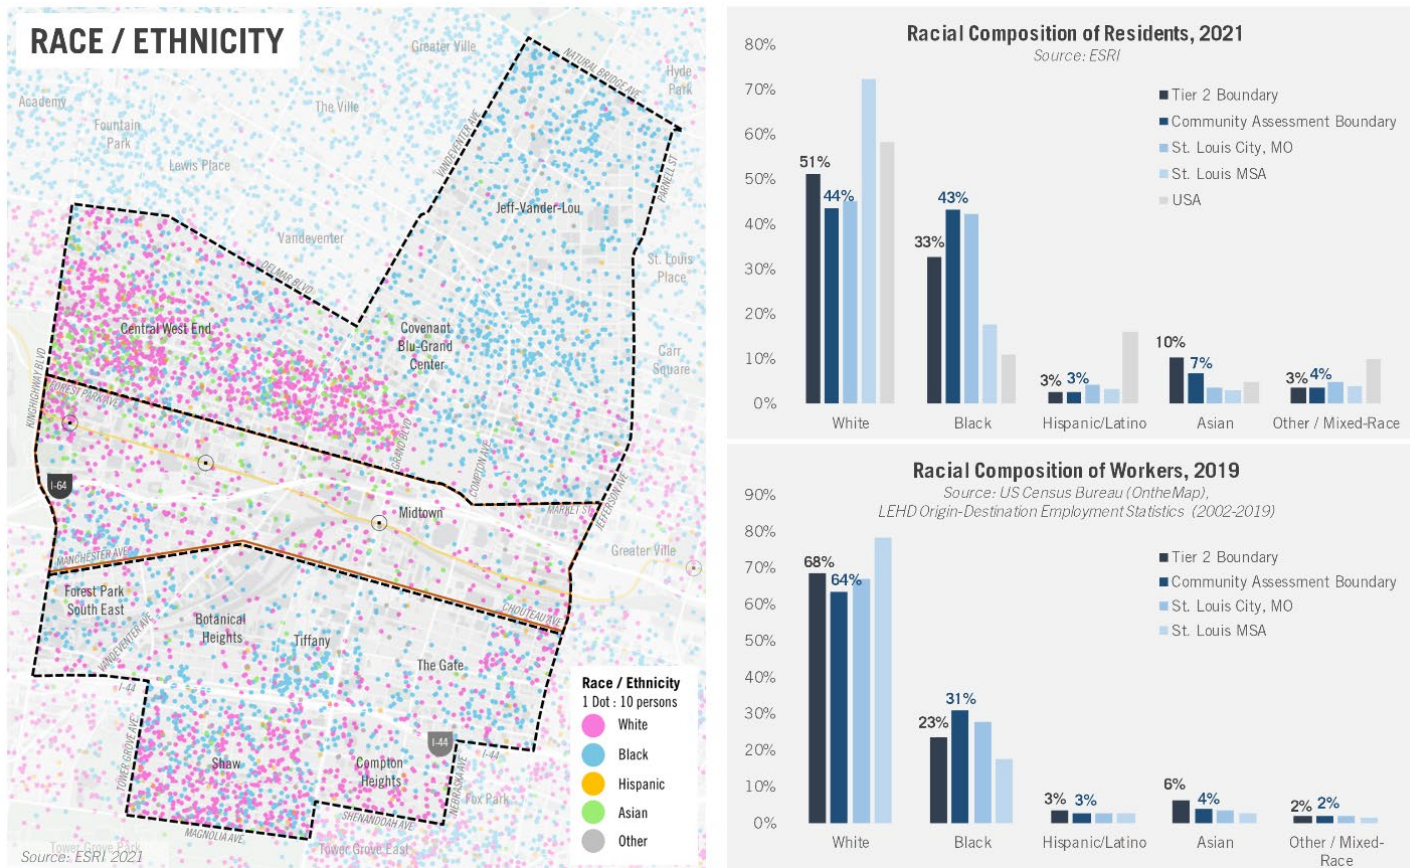 RACE / ETHNICITY
Greater Ville
NATURAL BRIDGE AVE
Hyde
Park
Academy
The Ville
Fountain
Park
VANDEVENTER AVE
Lewis Place
PARNELL ST
Jeff-Vander-Lou
Vandeventer
DELMAR BLVD
St. Louis
Place
Central West End
Covenant
Blu-Grand
Center
Carr
Square
KINGHIGHWAY BLVD
FOREST PARK AVE
GRAND BLVD
COMPTON AVE
I-64
Midtown
MARKET ST
JEFFERSON AVE
Greater Ville
MANCHESTER AVE
Forest Park
South East
CHOUTEAU AVE
Botanical
Heights
VANDEVENTER AVE
Tiffany
The Gate
I-44
I-44
I-44
TOWER GROVE AVE
Shaw
Compton
Heights
NEBRASKA AVE
Fox Park
SHENANDOAH AVE
MAGNOLIA AVE
Tower Grove Park
Tower Grove East
Source: ESRI 2021
Race / Ethnicity
1 Dot : 10 persons
White
Black
Hispanic
Asian
Other
Racial Composition of Residents, 2021
Source: ESRI
80%
70%
60%
50%
40%
30%
20%
10%
0%
Tier 2 Boundary
Community Assessment Boundary
St. Louis City, MO
St. Louis MSA
USA
51%
44%
33%
43%
3%
3%
10%
7%
3%
4%
White
Black
Hispanic/Latino
Asian
Other / Mixed-Race
Racial Composition of Workers, 2019
Source: US Census Bureau (OntheMap),
LEHD Origin-Destination Employment Statistics (2002-2019)
90%
80%
70%
60%
50%
40%
30%
20%
10%
0%
Tier 2 Boundary
Community Assessment Boundary
St. Louis City, MO
St. Louis MSA
68%
64%
23%
31%
3%
3%
6%
4%
2%
2%
White
Black
Hispanic/Latino
Asian
Other / Mixed-
Race